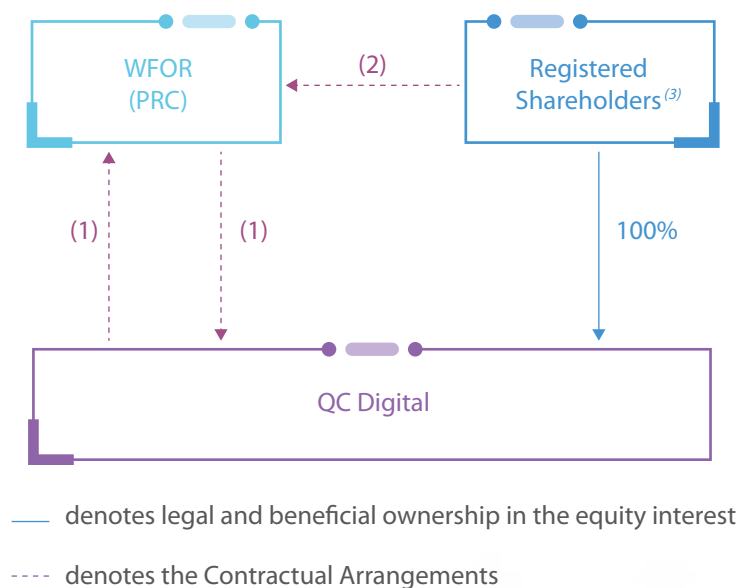 WFOR
(PRC)
(2)
Registered
Shareholders (3)
(1)
(1)
100%
QC Digital
denotes legal and beneficial ownership in the equity interest
denotes the Contractual Arrangements